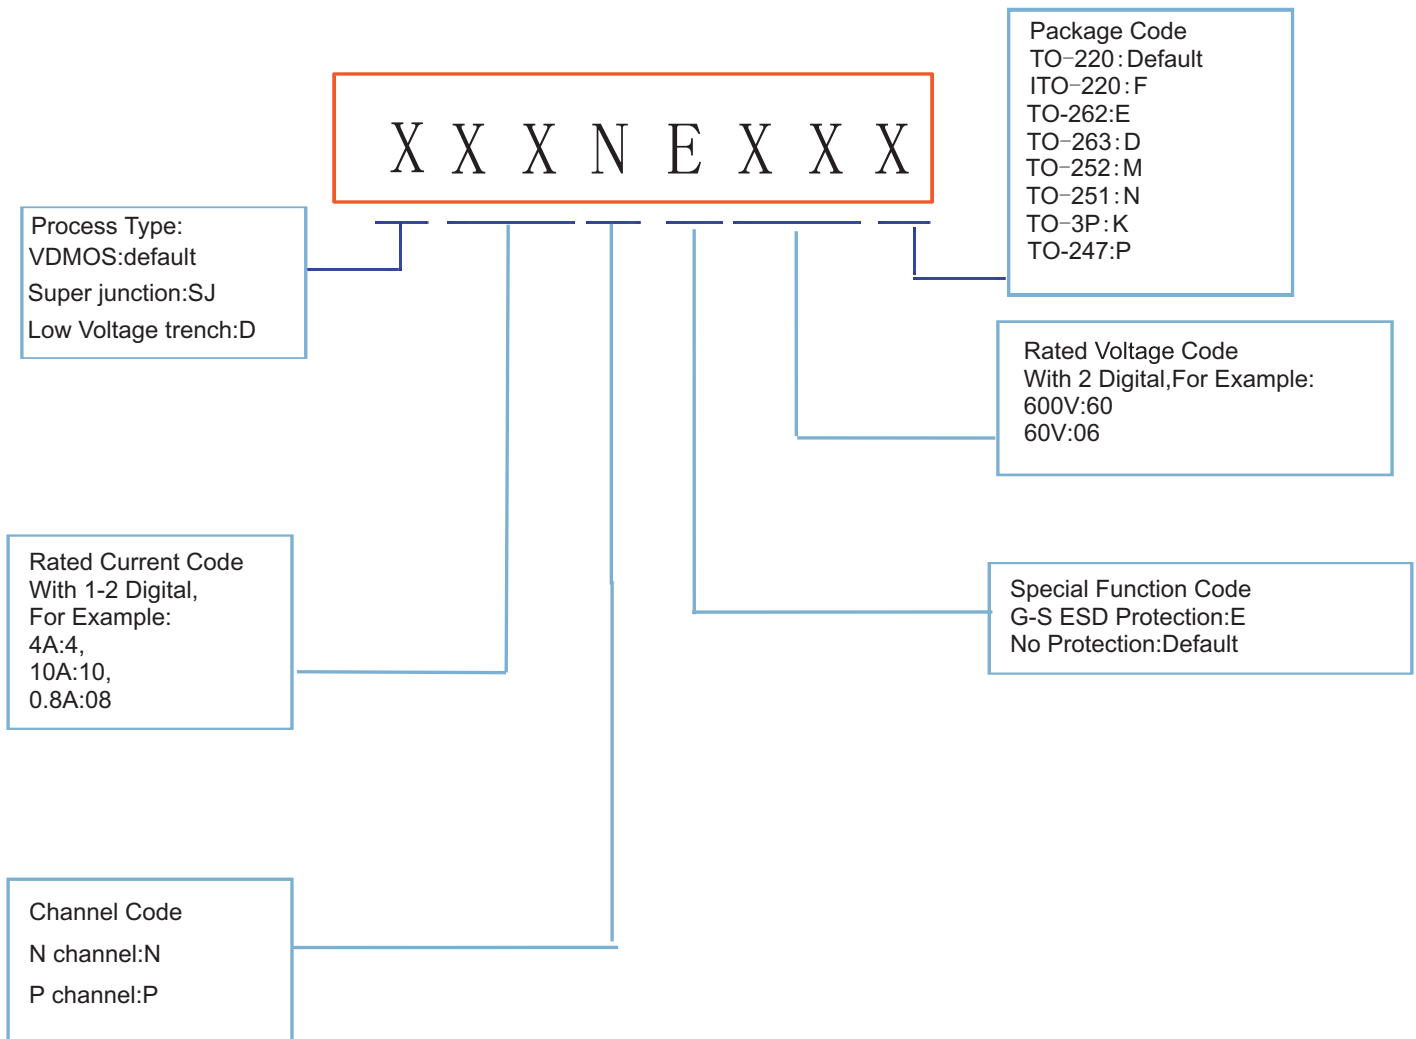 Package Code
TO-220:Default
ITO-220:F
TO-262:E
TO-263:D
TO-252:M
TO-251:N
TO-3P:K
TO-247:P
X X X N E X X X
Process Type:
VDMOS:default
Super junction:SJ
Low Voltage trench:D
Rated Voltage Code
With 2 Digital,For Example:
600V:60
60V:06
Rated Current Code
With 1-2 Digital,
For Example:
4A:4,
10A:10,
0.8A:08
Special Function Code
G-S ESD Protection:E
No Protection:Default
Channel Code
N channel:N
P channel:P